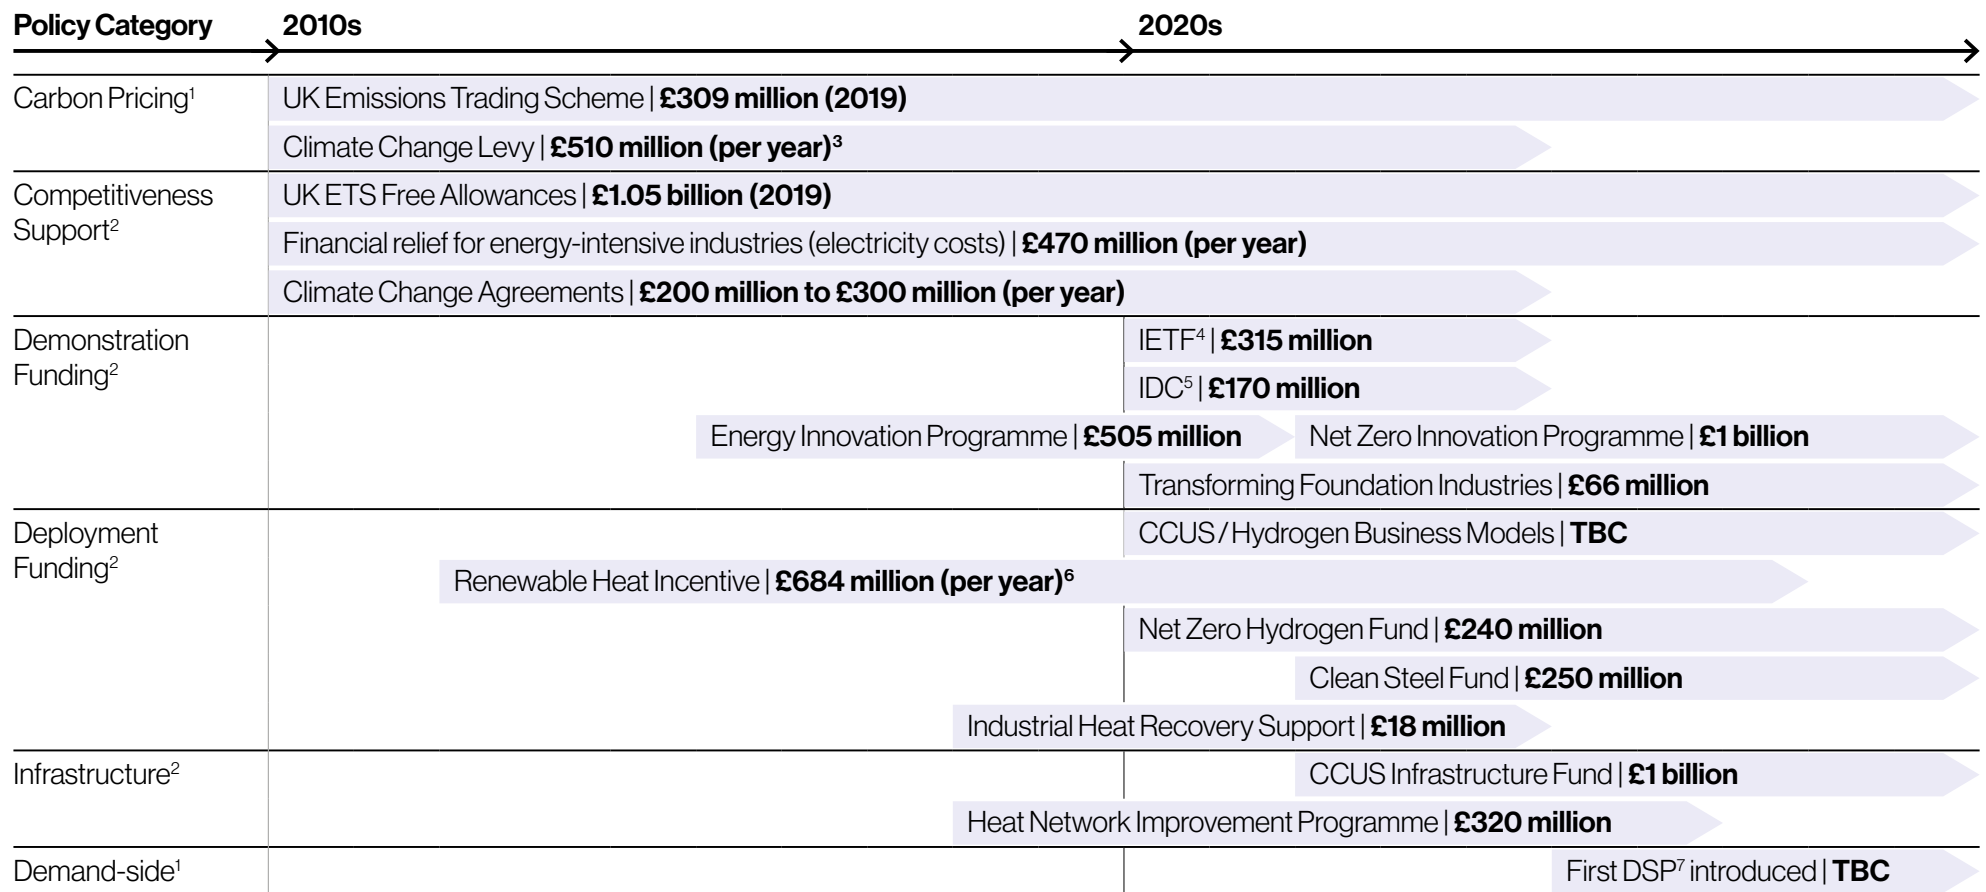 Policy Category 2010s 2020s
Carbon Pricing¹ UK Emissions Trading Scheme | £309 million (2019)
Climate Change Levy | £510 million (per year)³
Competitiveness UK ETS Free Allowances | £1.05 billion (2019)
Support² Financial relief for energy-intensive industries (electricity costs) | £470 million (per year)
Climate Change Agreements | £200 million to £300 million (per year)
Demonstration IETF⁴ | £315 million
Funding² IDC⁵ | £170 million
Energy Innovation Programme | £505 million Net Zero Innovation Programme | £1 billion
Transforming Foundation Industries | £66 million
Deployment CCUS / Hydrogen Business Models | TBC
Funding² Renewable Heat Incentive | £684 million (per year)⁶
Net Zero Hydrogen Fund | £240 million
Clean Steel Fund | £250 million
Industrial Heat Recovery Support | £18 million
Infrastructure² CCUS Infrastructure Fund | £1 billion
Heat Network Improvement Programme | £320 million
Demand-side¹ First DSP⁷ introduced | TBC